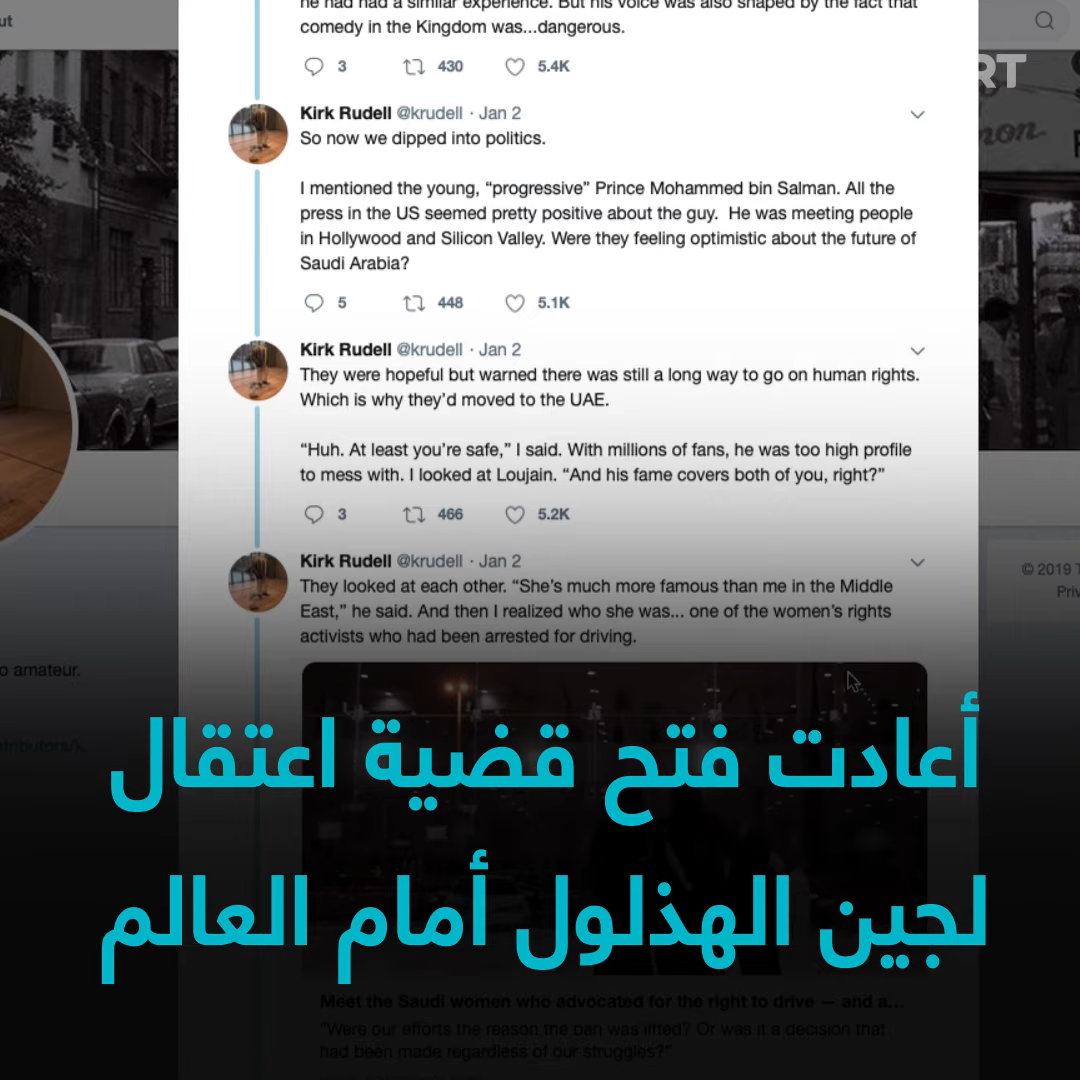 he had had a similar experience. But his voice was also shaped by the fact that
comedy in the Kingdom was...dangerous.
3 430 5.4K
Kirk Rudell @krudell · Jan 2
So now we dipped into politics.
I mentioned the young, “progressive” Prince Mohammed bin Salman. All the
press in the US seemed pretty positive about the guy. He was meeting people
in Hollywood and Silicon Valley. Were they feeling optimistic about the future of
Saudi Arabia?
5 448 5.1K
Kirk Rudell @krudell · Jan 2
They were hopeful but warned there was still a long way to go on human rights.
Which is why they’d moved to the UAE.
“Huh. At least you’re safe,” I said. With millions of fans, he was too high profile
to mess with. I looked at Loujain. “And his fame covers both of you, right?”
3 466 5.2K
Kirk Rudell @krudell · Jan 2
They looked at each other. “She’s much more famous than me in the Middle
East,” he said. And then I realized who she was... one of the women’s rights
activists who had been arrested for driving.
© 2019
o amateur.
أعادت فتح قضية اعتقال
لجين الهذلول أمام العالم
Meet the Saudi women who advocated for the right to drive — and a...
“Were our efforts the reason the ban was lifted? Or was it a decision that
had been made regardless of our struggles?”